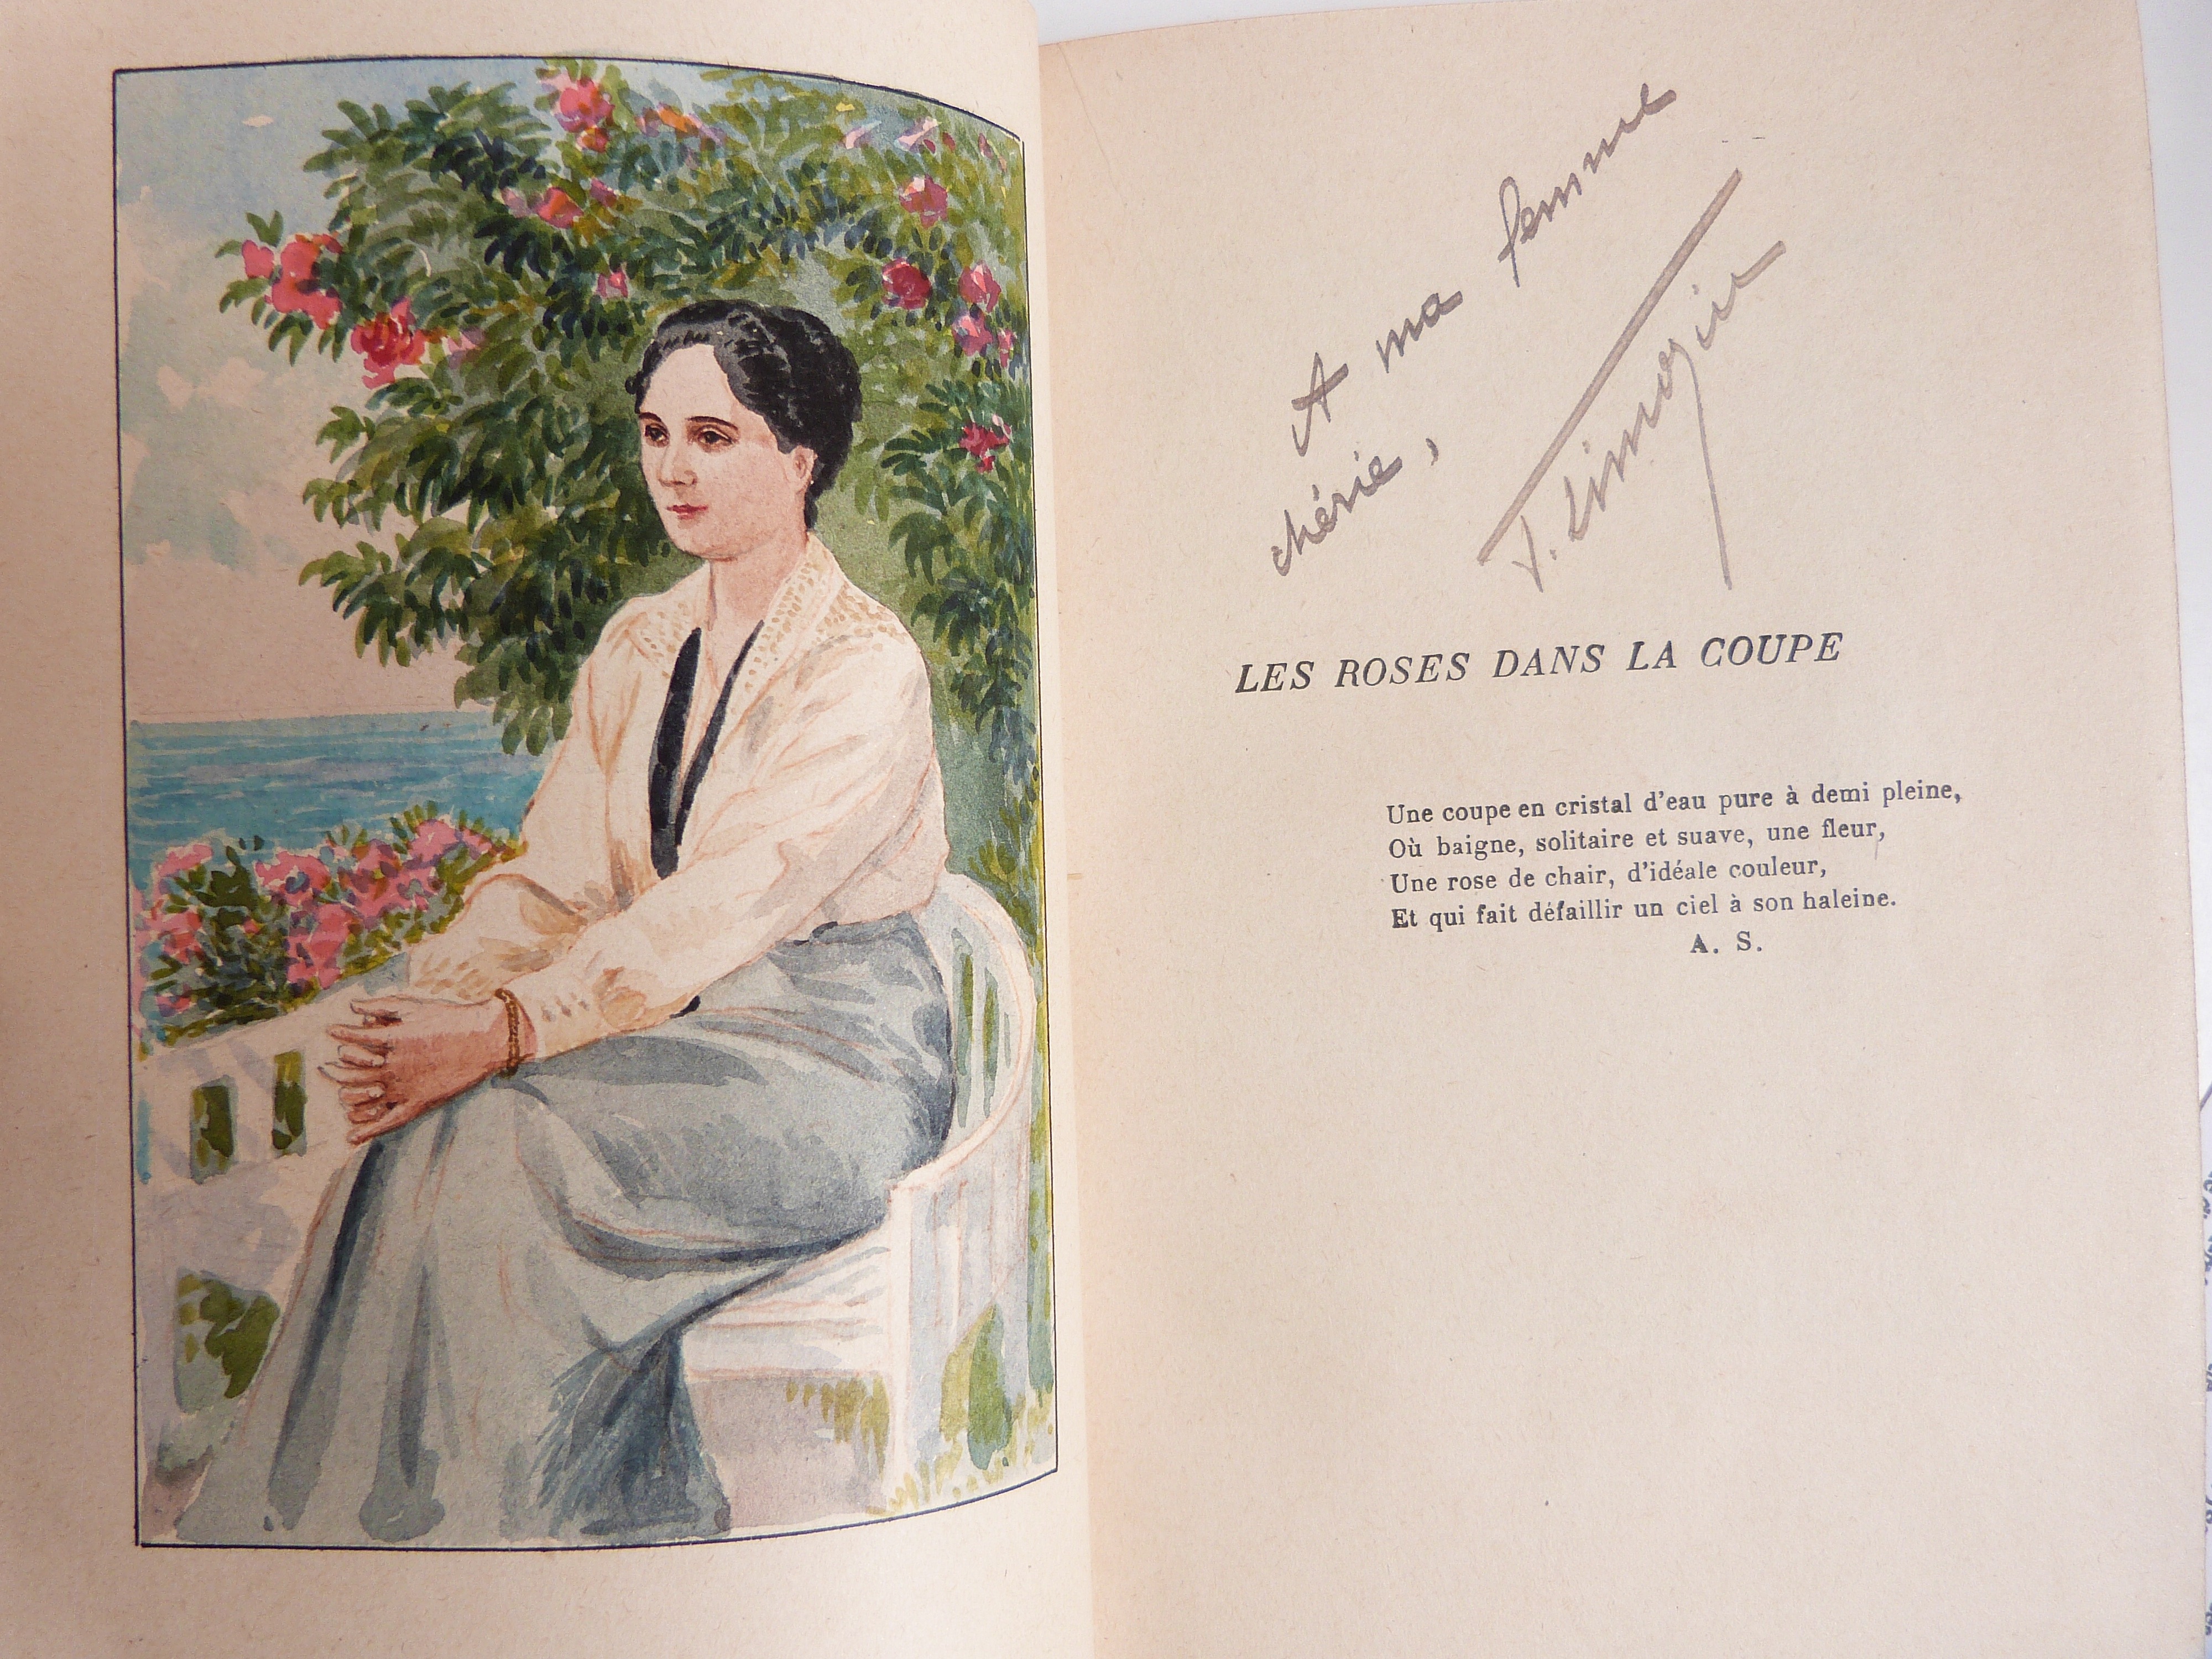 A ma femme
chérie,
J. Limozin
LES ROSES DANS LA COUPE
Une coupe en cristal d'eau pure à demi pleine,
Où baigne, solitaire et suave, une fleur,
Une rose de chair, d'idéale couleur,
Et qui fait défaillir un ciel à son haleine.
A. S.